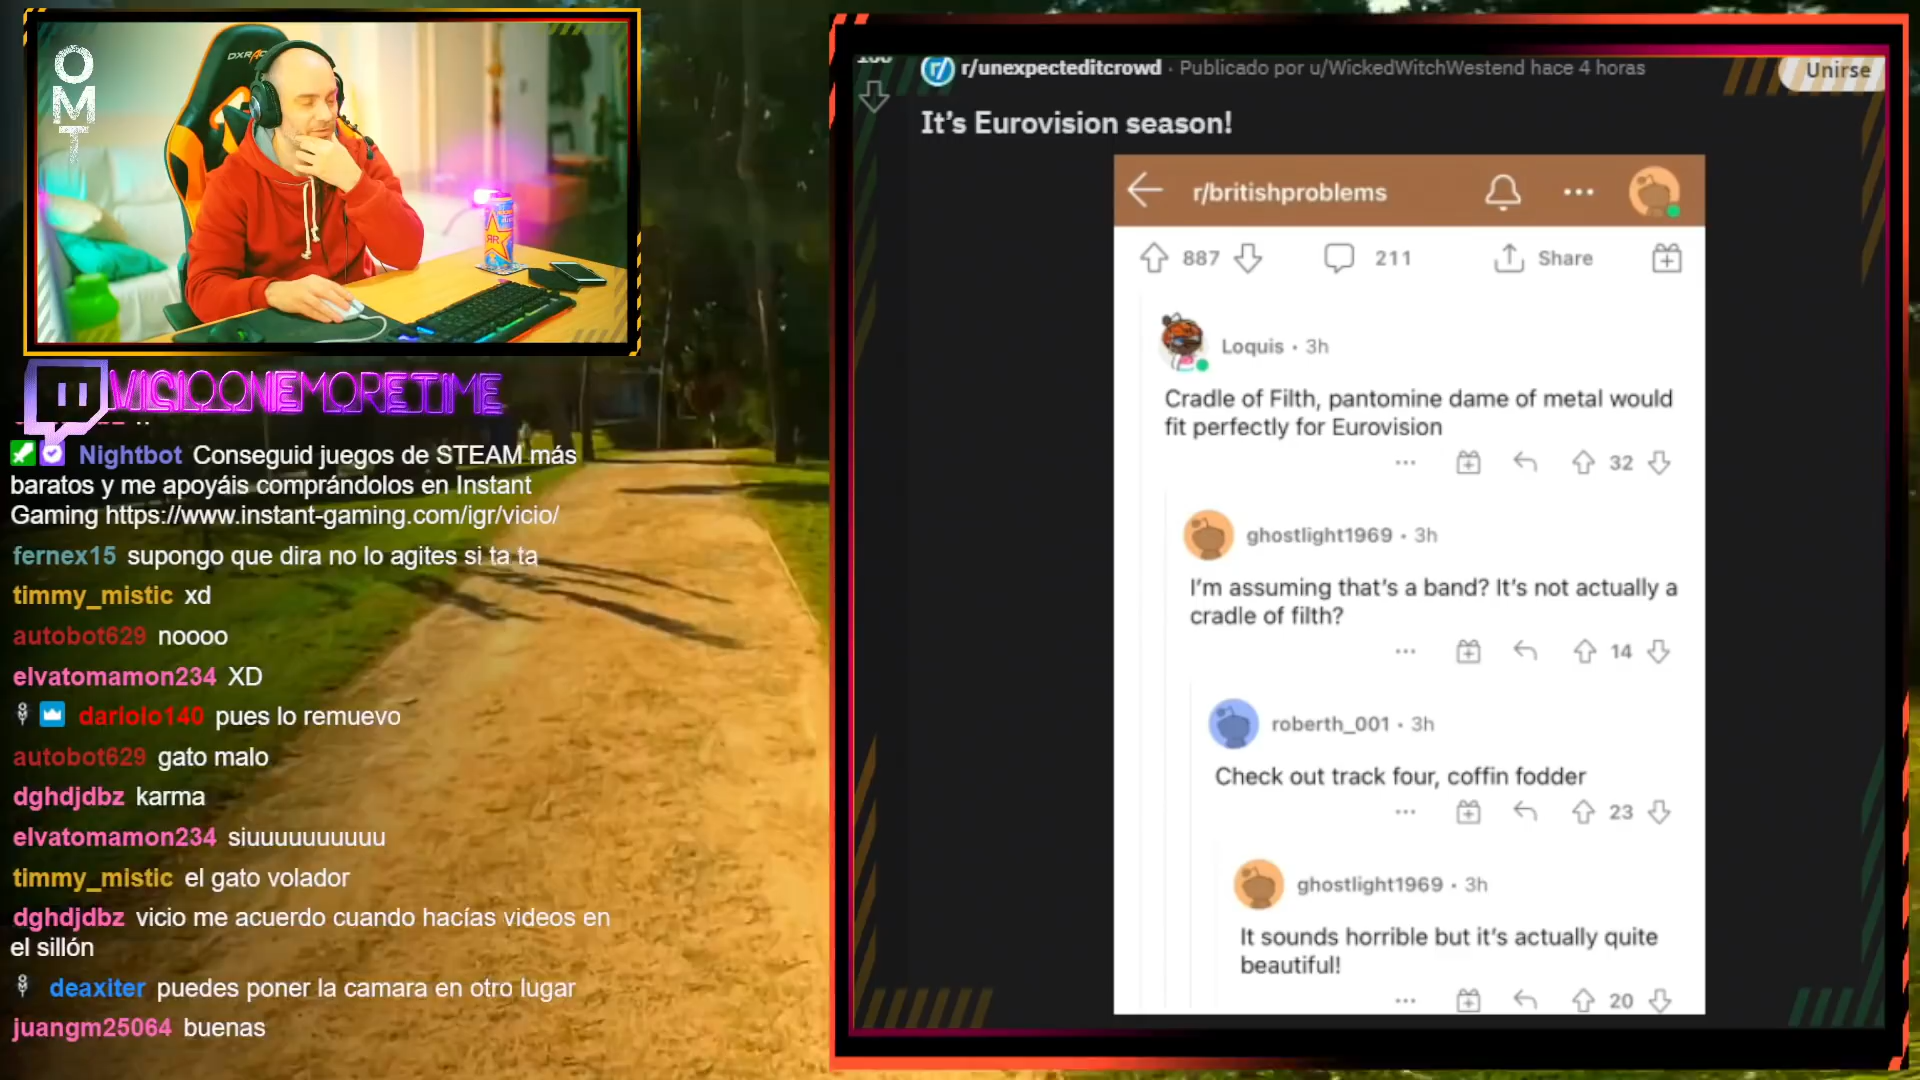 OMT
DXRAC
VICIOONEMORETIME
Nightbot Conseguid juegos de STEAM más
baratos y me apoyáis comprándolos en Instant
Gaming https://www.instant-gaming.com/igr/vicio/
fernex15 supongo que dira no lo agites si ta ta
timmy_mistic xd
autobot629 noooo
elvatomamon234 XD
darlolo140 pues lo remuevo
autobot629 gato malo
dghdjdbz karma
elvatomamon234 siuuuuuuuuuu
timmy_mistic el gato volador
dghdjdbz vicio me acuerdo cuando hacías videos en
el sillón
deaxiter puedes poner la camara en otro lugar
juangm25064 buenas
r/ r/unexpecteditcrowd · Publicado por u/WickedWitchWestend hace 4 horas
Unirse
It's Eurovision season!
r/britishproblems
887 211 Share
Loquis · 3h
Cradle of Filth, pantomine dame of metal would
fit perfectly for Eurovision
32
ghostlight1969 · 3h
I'm assuming that's a band? It's not actually a
cradle of filth?
14
roberth_001 · 3h
Check out track four, coffin fodder
23
ghostlight1969 · 3h
It sounds horrible but it's actually quite
beautiful!
20